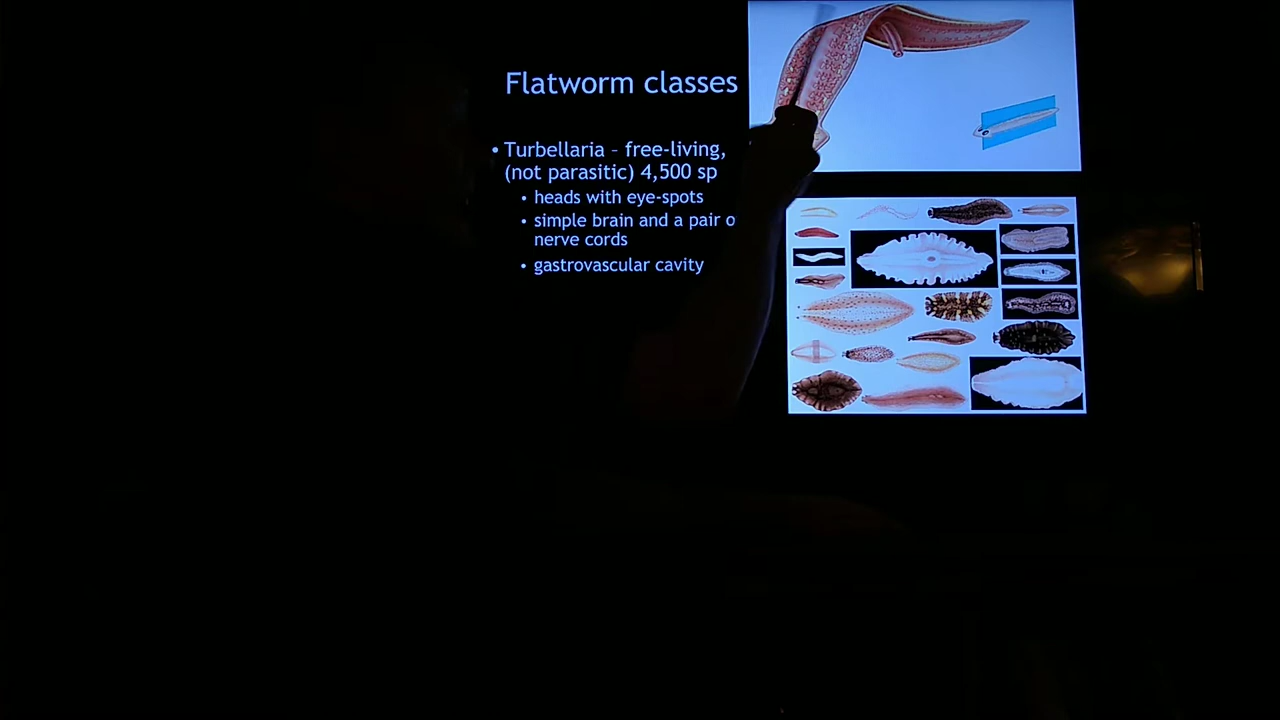 Flatworm classes
• Turbellaria – free-living,
(not parasitic) 4,500 sp
• heads with eye-spots
• simple brain and a pair o
nerve cords
• gastrovascular cavity